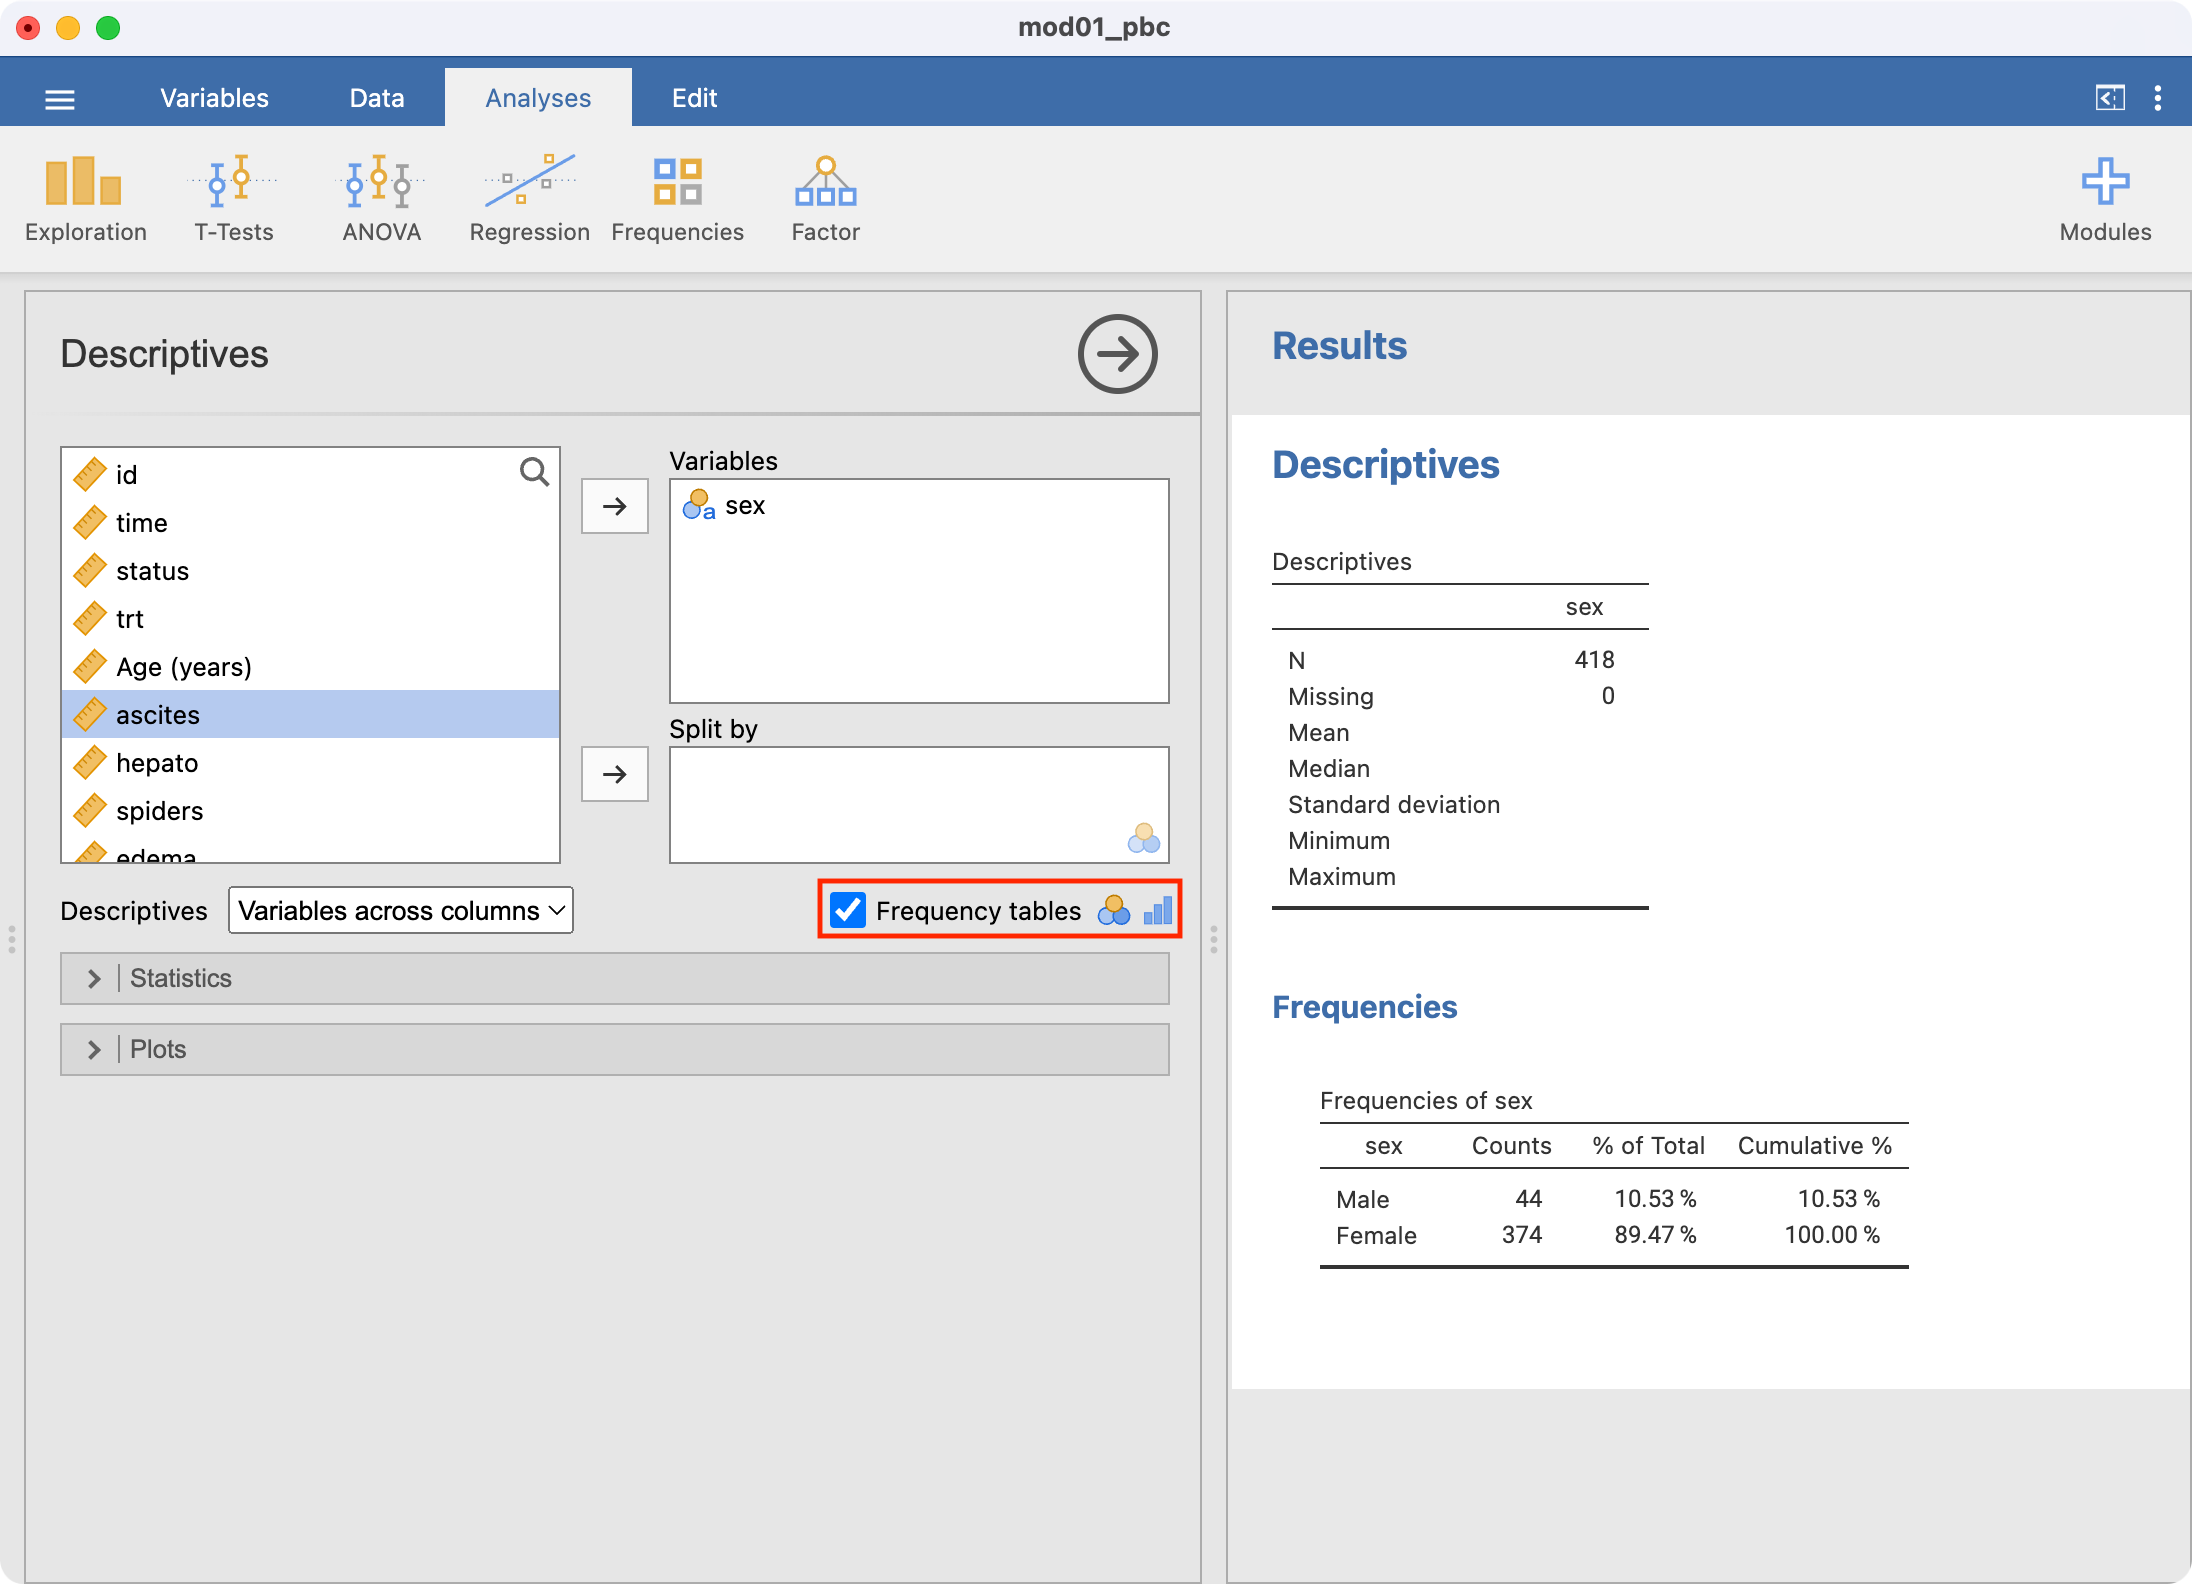 mod01_pbc
Variables Data Analyses Edit
Exploration T-Tests ANOVA Regression Frequencies Factor Modules
Descriptives
id
time
status
trt
Age (years)
ascites
hepato
spiders
edema
Variables
a sex
Split by
Descriptives Variables across columns Frequency tables
Statistics
Plots
Results
Descriptives
Descriptives
sex
N 418
Missing 0
Mean
Median
Standard deviation
Minimum
Maximum
Frequencies
Frequencies of sex
sex Counts % of Total Cumulative %
Male 44 10.53 % 10.53 %
Female 374 89.47 % 100.00 %